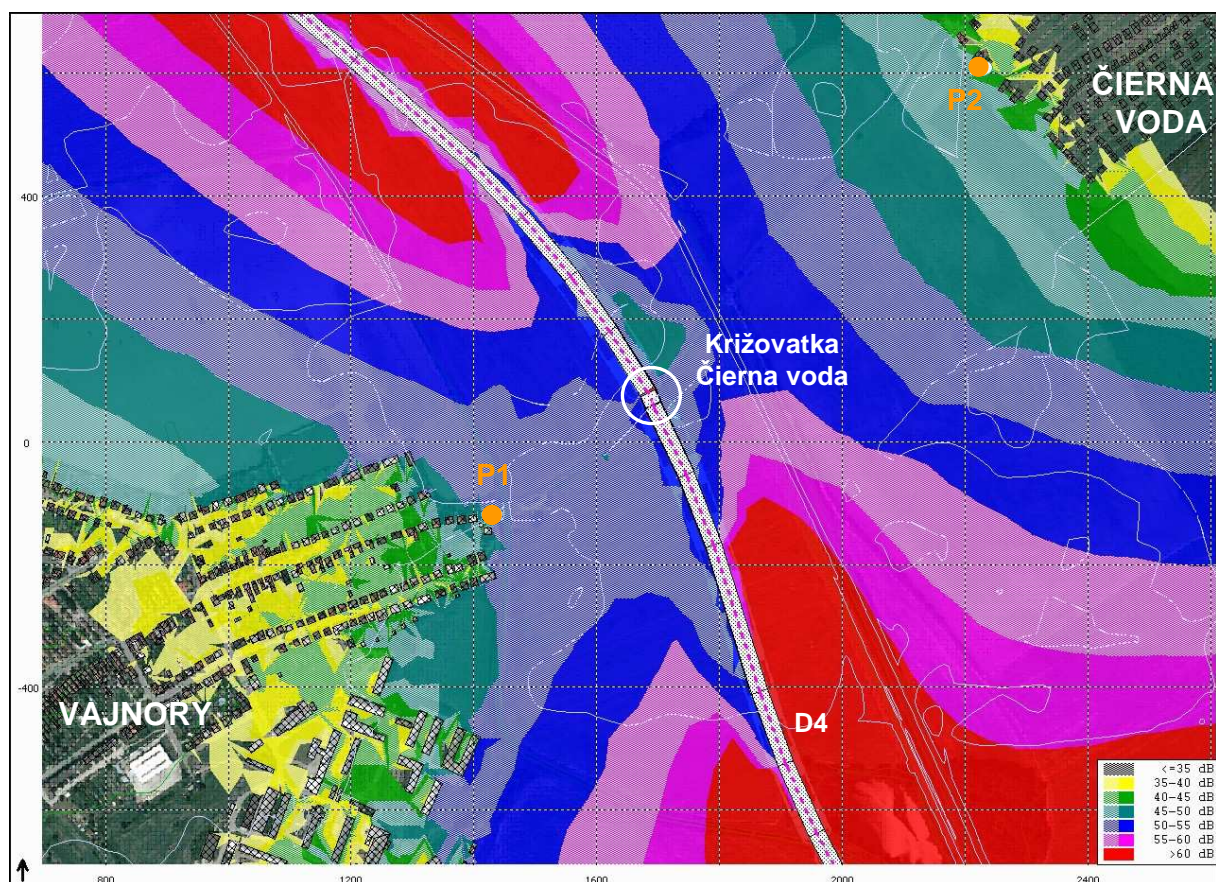 P2
ČIERNA
VODA
400
Križovatka
Čierna voda
0
P1
-400
VAJNORY
D4
<=35 dB
35-40 dB
40-45 dB
45-50 dB
50-55 dB
55-60 dB
>60 dB
800
1200
1600
2000
2400